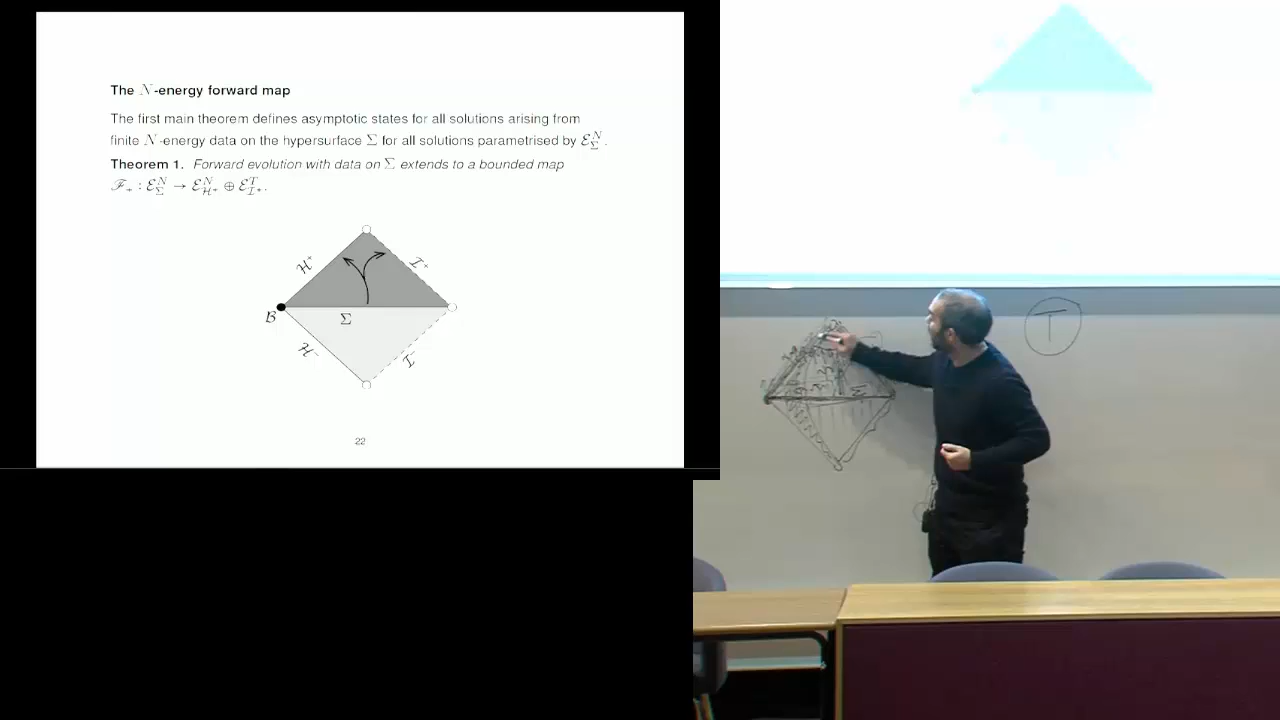 The N-energy forward map
The first main theorem defines asymptotic states for all solutions arising from
finite N-energy data on the hypersurface Σ for all solutions parametrised by ℰ_Σ^N.
Theorem 1. Forward evolution with data on Σ extends to a bounded map
ℱ₊ : ℰ_Σ^N → ℰ_{ℋ⁺}^N ⊕ ℰ_{ℐ⁺}^T.
ℋ⁺
ℐ⁺
ℬ
Σ
ℋ⁻
ℐ⁻
22
T